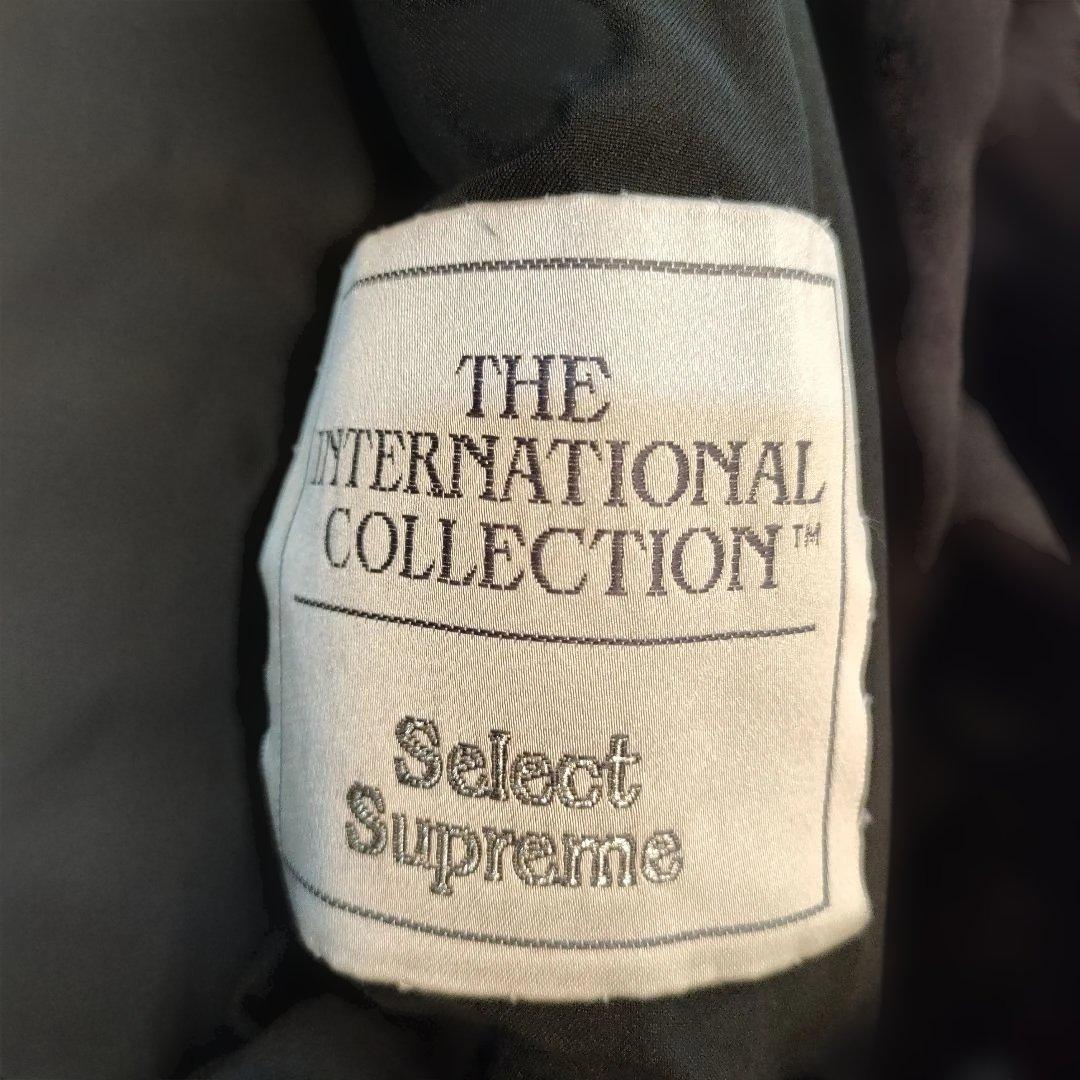 THE
INTERNATIONAL
COLLECTION™
Select
Supreme